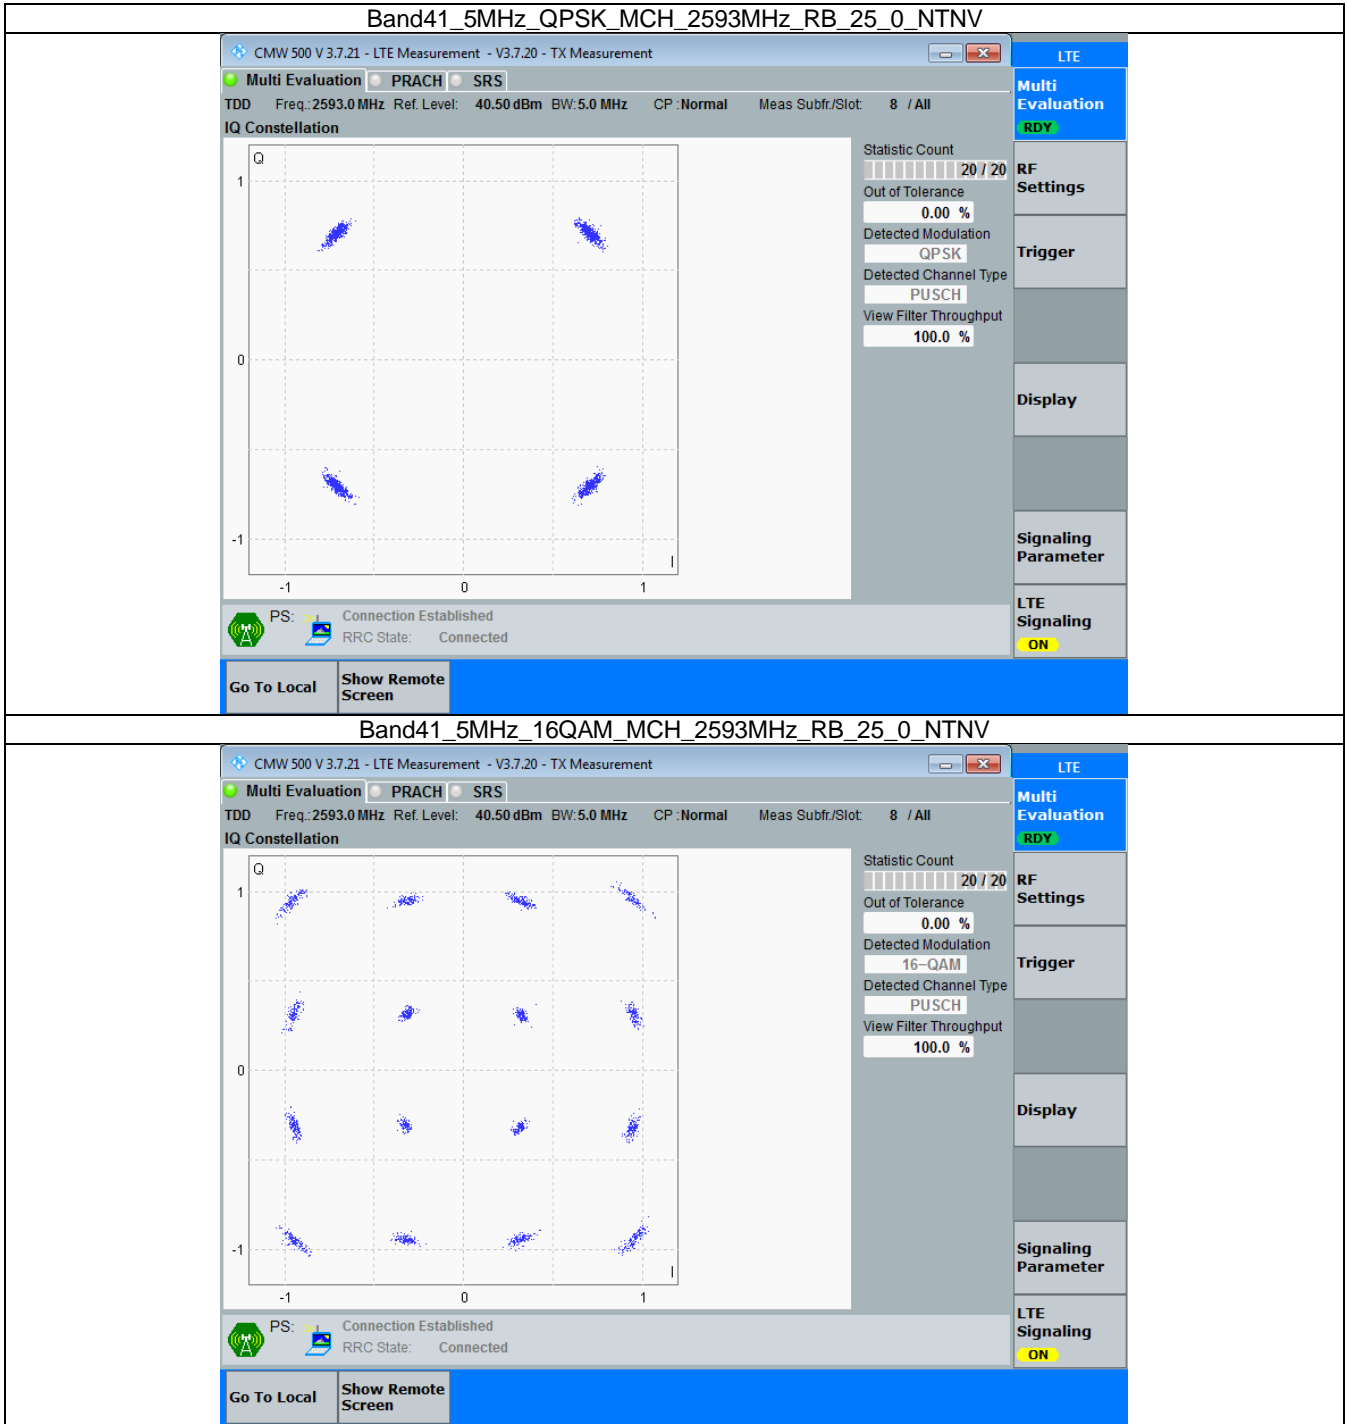 Band41_5MHz_QPSK_MCH_2593MHz_RB_25_0_NTNV
CMW 500 V 3.7.21 - LTE Measurement - V3.7.20 - TX Measurement
LTE
Multi Evaluation PRACH SRS
Multi
Evaluation
RDY
TDD Freq.: 2593.0 MHz Ref. Level: 40.50 dBm BW: 5.0 MHz CP : Normal Meas Subfr./Slot: 8 / All
IQ Constellation
Q
1
0
-1
-1 0 1
I
Statistic Count
20 / 20
Out of Tolerance
0.00 %
Detected Modulation
QPSK
Detected Channel Type
PUSCH
View Filter Throughput
100.0 %
RF
Settings
Trigger
Display
Signaling
Parameter
LTE
Signaling
ON
PS: Connection Established
RRC State: Connected
Go To Local
Show Remote
Screen
Band41_5MHz_16QAM_MCH_2593MHz_RB_25_0_NTNV
CMW 500 V 3.7.21 - LTE Measurement - V3.7.20 - TX Measurement
LTE
Multi Evaluation PRACH SRS
Multi
Evaluation
RDY
TDD Freq.: 2593.0 MHz Ref. Level: 40.50 dBm BW: 5.0 MHz CP : Normal Meas Subfr./Slot: 8 / All
IQ Constellation
Q
1
0
-1
-1 0 1
I
Statistic Count
20 / 20
Out of Tolerance
0.00 %
Detected Modulation
16-QAM
Detected Channel Type
PUSCH
View Filter Throughput
100.0 %
RF
Settings
Trigger
Display
Signaling
Parameter
LTE
Signaling
ON
PS: Connection Established
RRC State: Connected
Go To Local
Show Remote
Screen